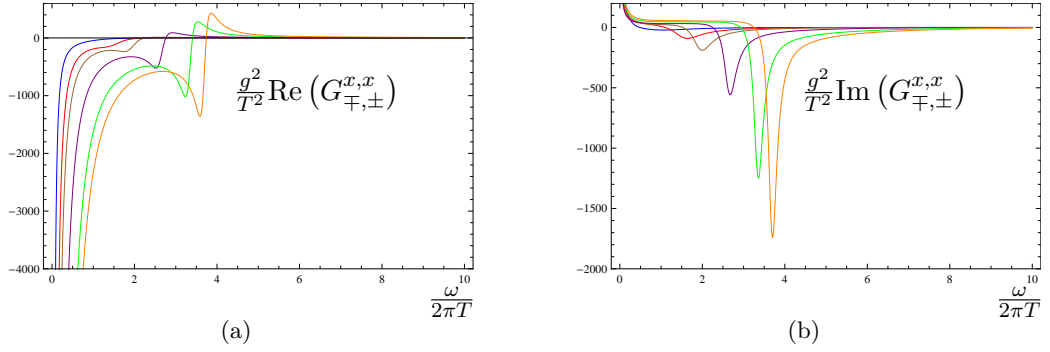 0
-1000
-2000
-3000
-4000
0 2 4 6 8 10
g²/T² Re (G^{x,x}_{∓,±})
ω/2πT
(a)
0
-500
-1000
-1500
-2000
0 2 4 6 8 10
g²/T² Im (G^{x,x}_{∓,±})
ω/2πT
(b)